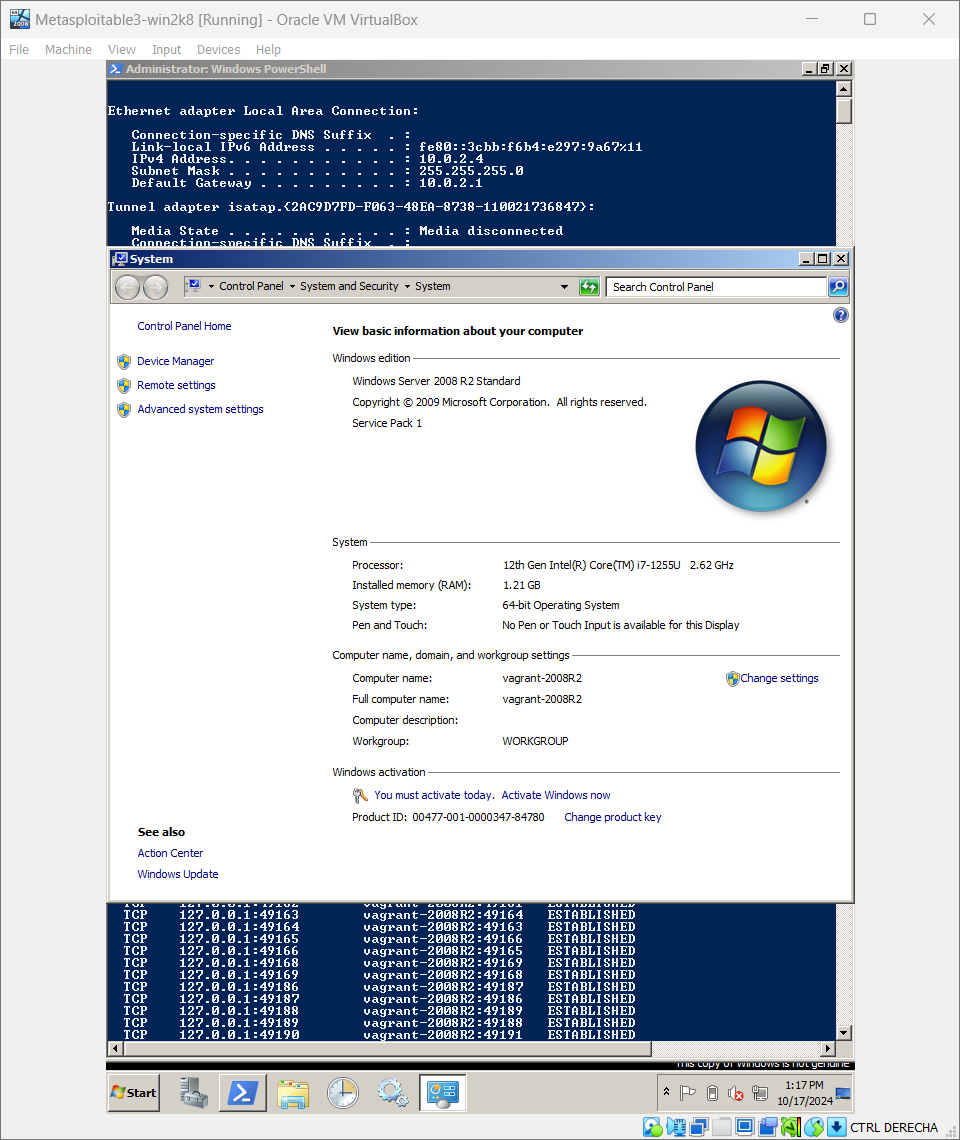 Metasploitable3-win2k8 [Running] - Oracle VM VirtualBox
File Machine View Input Devices Help
Administrator: Windows PowerShell
Ethernet adapter Local Area Connection:
Connection-specific DNS Suffix . :
Link-local IPv6 Address . . . . . : fe80::3cbb:f6b4:e297:9a67%11
IPv4 Address. . . . . . . . . . . : 10.0.2.4
Subnet Mask . . . . . . . . . . . : 255.255.255.0
Default Gateway . . . . . . . . . : 10.0.2.1
Tunnel adapter isatap.{2AC9D7FD-F063-48EA-8738-110021736847}:
Media State . . . . . . . . . . . : Media disconnected
Connection-specific DNS Suffix . :
System
Control Panel System and Security System
Search Control Panel
Control Panel Home
Device Manager
Remote settings
Advanced system settings
See also
Action Center
Windows Update
View basic information about your computer
Windows edition
Windows Server 2008 R2 Standard
Copyright © 2009 Microsoft Corporation. All rights reserved.
Service Pack 1
System
Processor: 12th Gen Intel(R) Core(TM) i7-1255U 2.62 GHz
Installed memory (RAM): 1.21 GB
System type: 64-bit Operating System
Pen and Touch: No Pen or Touch Input is available for this Display
Computer name, domain, and workgroup settings
Computer name: vagrant-2008R2
Change settings
Full computer name: vagrant-2008R2
Computer description:
Workgroup: WORKGROUP
Windows activation
You must activate today. Activate Windows now
Product ID: 00477-001-0000347-84780 Change product key
TCP 127.0.0.1:49163 vagrant-2008R2:49164 ESTABLISHED
TCP 127.0.0.1:49164 vagrant-2008R2:49163 ESTABLISHED
TCP 127.0.0.1:49165 vagrant-2008R2:49166 ESTABLISHED
TCP 127.0.0.1:49166 vagrant-2008R2:49165 ESTABLISHED
TCP 127.0.0.1:49168 vagrant-2008R2:49169 ESTABLISHED
TCP 127.0.0.1:49169 vagrant-2008R2:49168 ESTABLISHED
TCP 127.0.0.1:49186 vagrant-2008R2:49187 ESTABLISHED
TCP 127.0.0.1:49187 vagrant-2008R2:49186 ESTABLISHED
TCP 127.0.0.1:49188 vagrant-2008R2:49189 ESTABLISHED
TCP 127.0.0.1:49189 vagrant-2008R2:49188 ESTABLISHED
TCP 127.0.0.1:49190 vagrant-2008R2:49191 ESTABLISHED
This copy of Windows is not genuine
Start
1:17 PM
10/17/2024
CTRL DERECHA